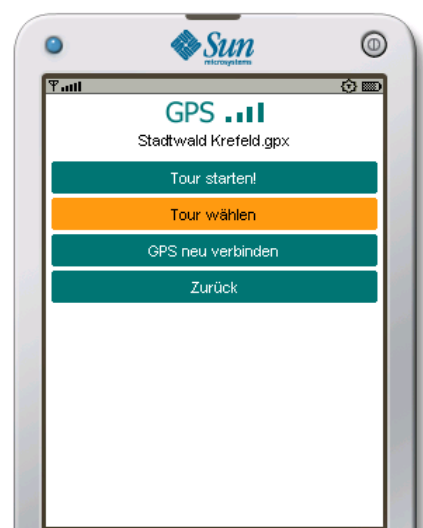 Sun
microsystems
GPS
Stadtwald Krefeld.gpx
Tour starten!
Tour wählen
GPS neu verbinden
Zurück